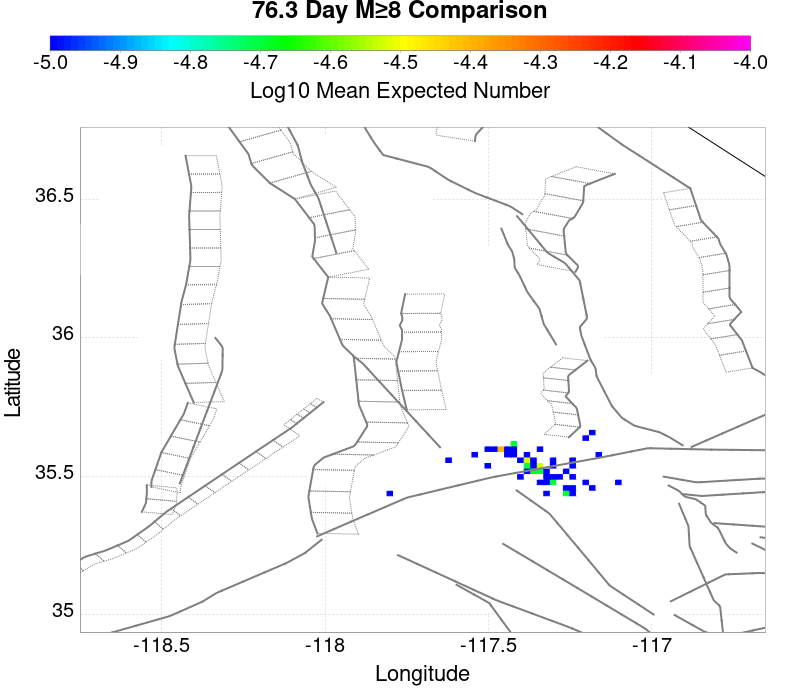 76.3 Day M≥8 Comparison
-5.0 -4.9 -4.8 -4.7 -4.6 -4.5 -4.4 -4.3 -4.2 -4.1 -4.0
Log10 Mean Expected Number
36.5
36
35.5
35
Latitude
-118.5 -118 -117.5 -117
Longitude